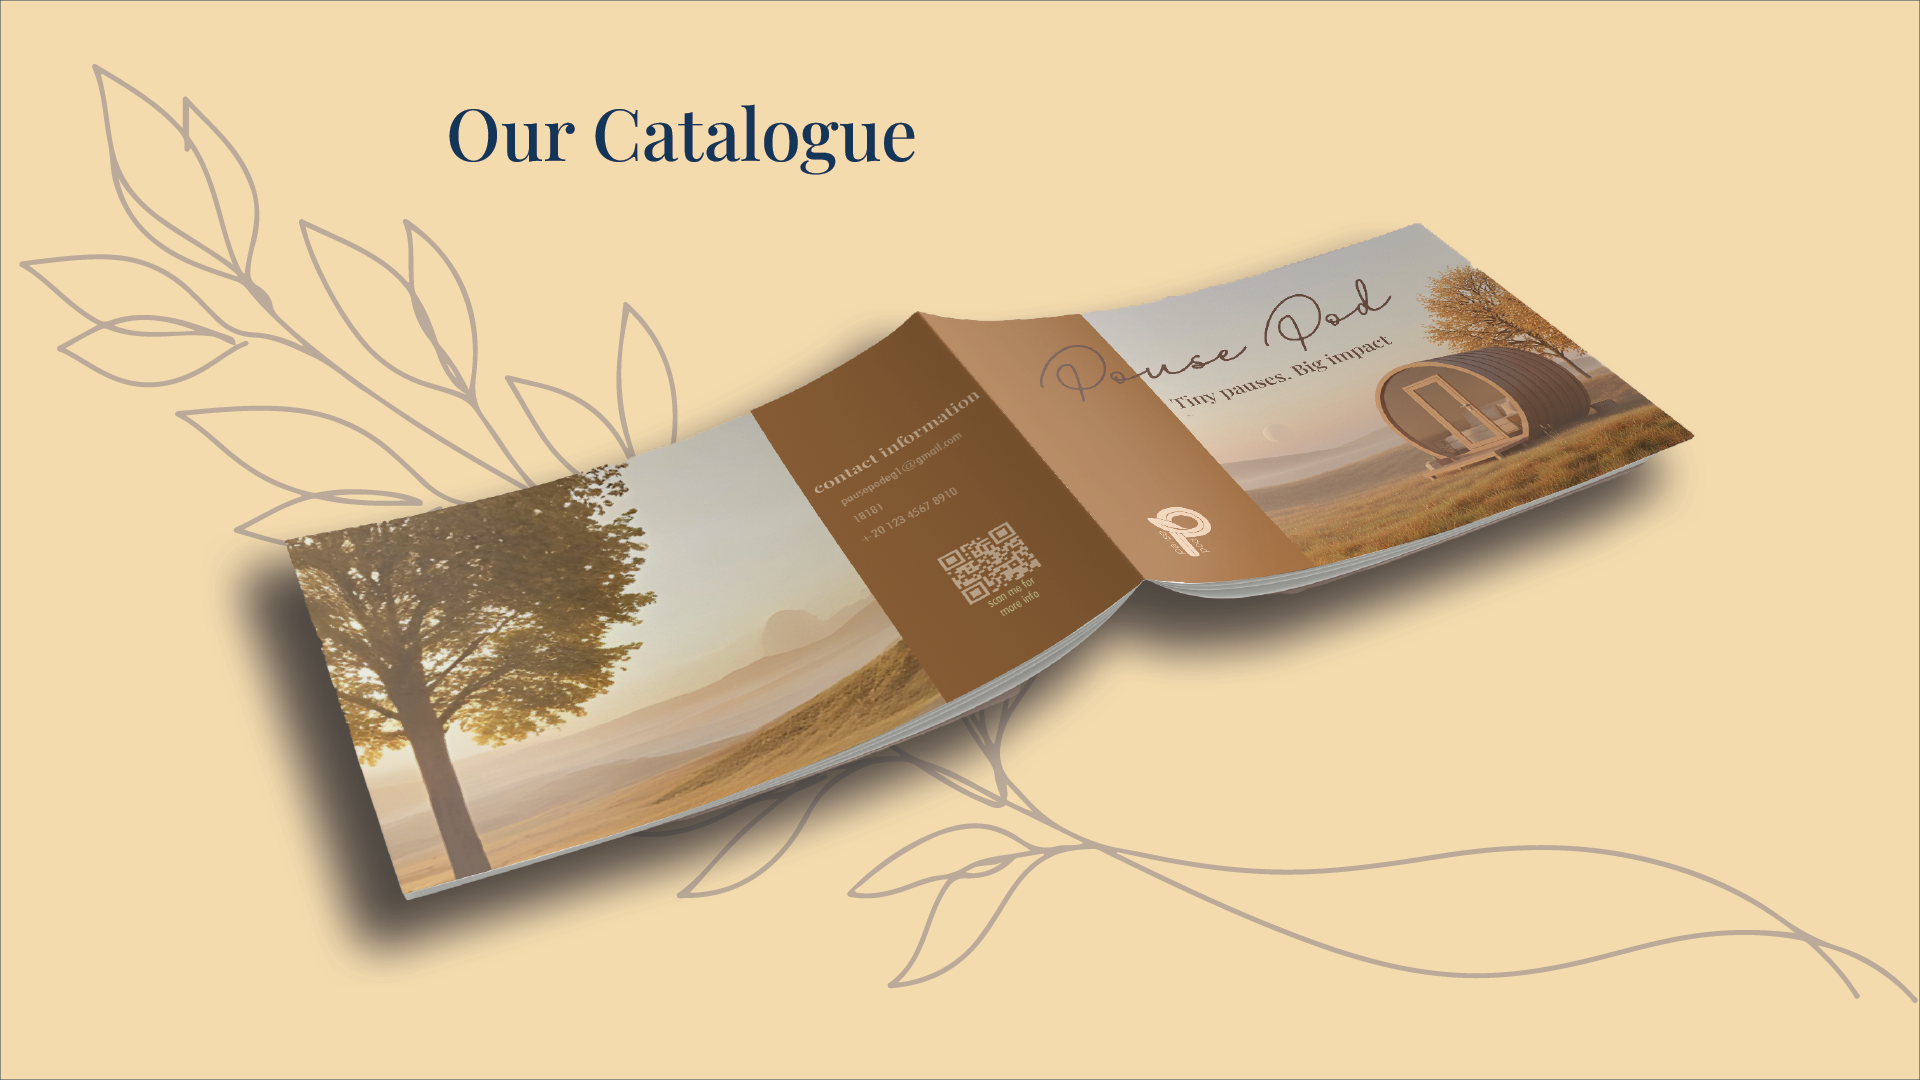 Our Catalogue
Pause Pod
'Tiny pauses. Big impact
contact information
pausepodeg1@gmail.com
18181
+20 123 4567 8910
scan me for
more info